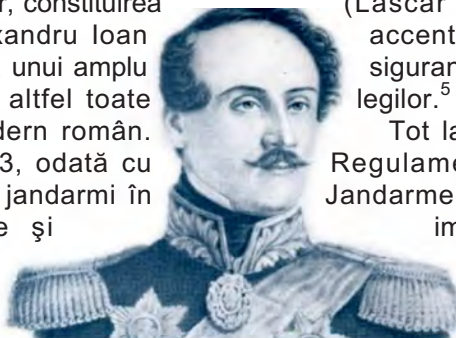 r, constituirea
xandru Ioan
unui amplu
altfel toate
dern român.
3, odată cu
jandarmi în
e şi
(Lascăr
accent
siguran
legilor.5
Tot la
Regulame
Jandarme
im